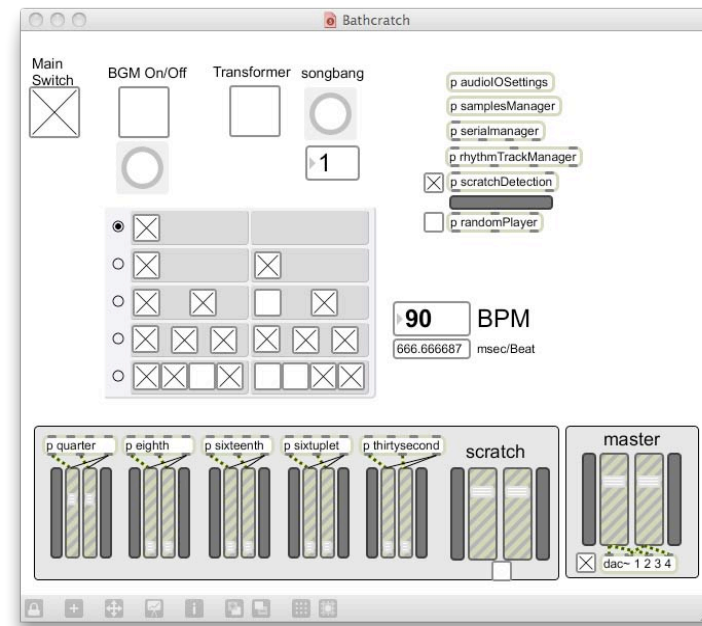 Bathcratch
Main
Switch
BGM On/Off
Transformer
songbang
1
p audioIOSettings
p samplesManager
p serialmanager
p rhythmTrackManager
p scratchDetection
p randomPlayer
90
BPM
666.666687
msec/Beat
p quarter
p eighth
p sixteenth
p sixtuplet
p thirtysecond
scratch
master
dac~ 1 2 3 4